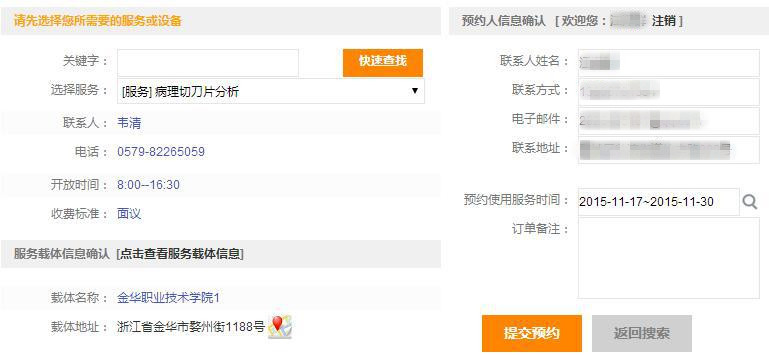 请先选择您所需要的服务或设备
关键字： 快速查找
选择服务： [服务] 病理切刀片分析
联系人： 韦清
电话： 0579-82265059
开放时间： 8:00--16:30
收费标准： 面议
服务载体信息确认 [点击查看服务载体信息]
载体名称： 金华职业技术学院1
载体地址： 浙江省金华市婺州街1188号
预约人信息确认 [ 欢迎您： 注销 ]
联系人姓名：
联系方式：
电子邮件：
联系地址：
预约使用服务时间： 2015-11-17~2015-11-30
订单备注：
提交预约 返回搜索